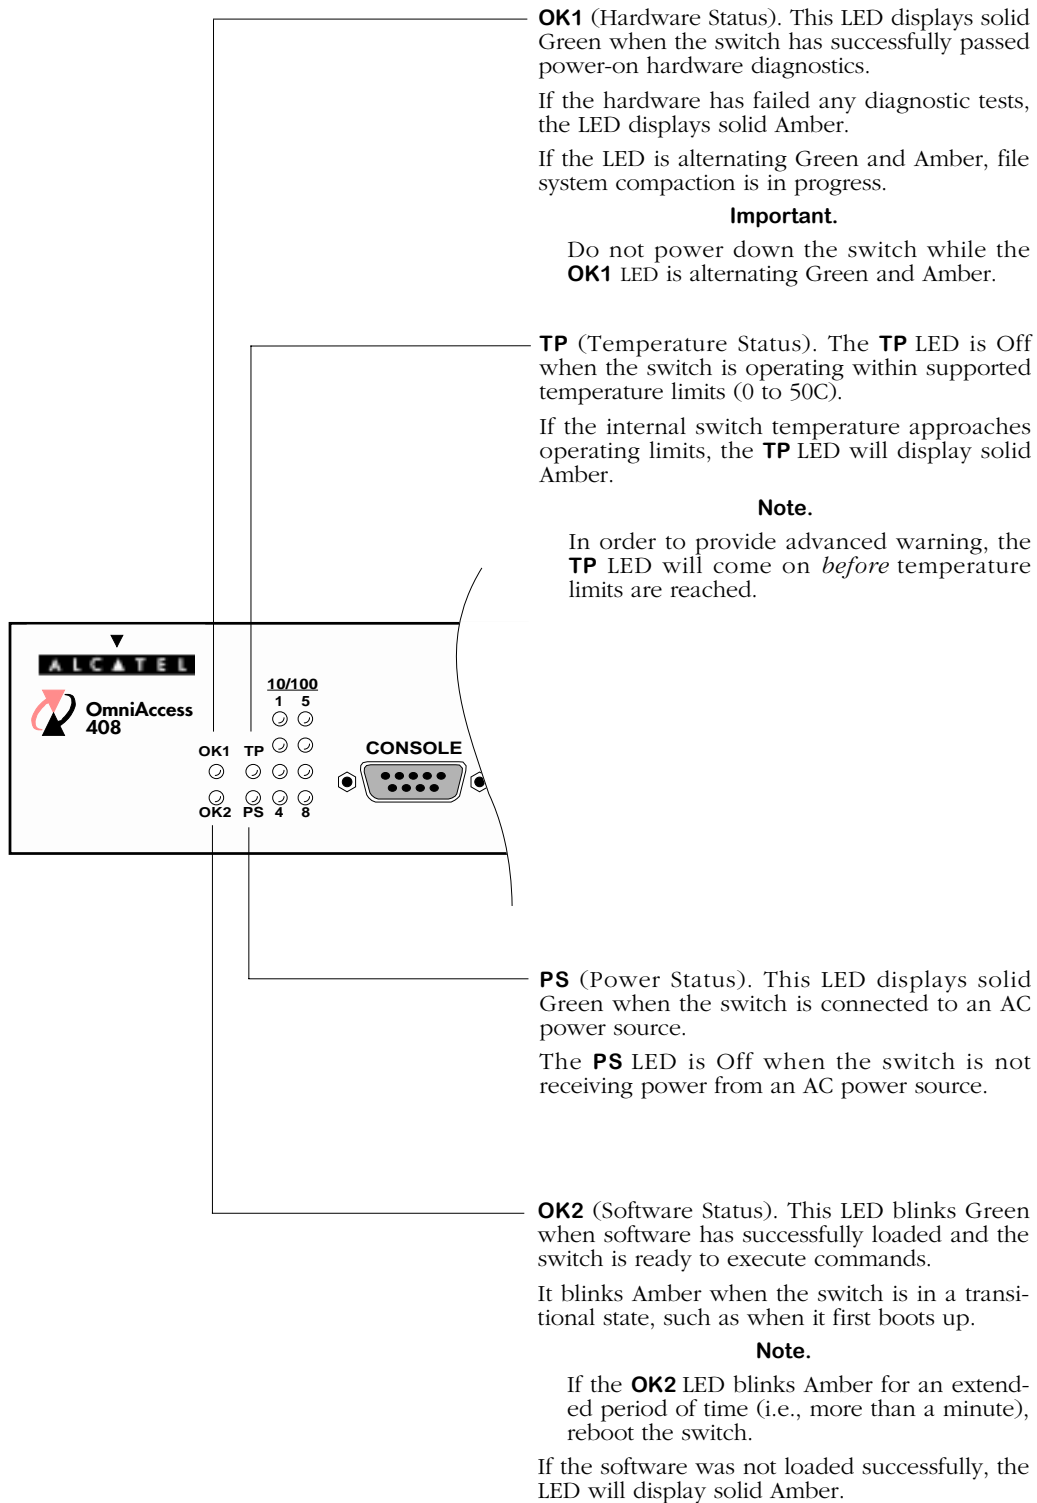 OK1 (Hardware Status). This LED displays solid
Green when the switch has successfully passed
power-on hardware diagnostics.
If the hardware has failed any diagnostic tests,
the LED displays solid Amber.
If the LED is alternating Green and Amber, file
system compaction is in progress.
Important.
Do not power down the switch while the
OK1 LED is alternating Green and Amber.
TP (Temperature Status). The TP LED is Off
when the switch is operating within supported
temperature limits (0 to 50C).
If the internal switch temperature approaches
operating limits, the TP LED will display solid
Amber.
Note.
In order to provide advanced warning, the
TP LED will come on before temperature
limits are reached.
ALCATEL
OmniAccess
408
10/100
1 5
OK1 TP
CONSOLE
OK2 PS 4 8
PS (Power Status). This LED displays solid
Green when the switch is connected to an AC
power source.
The PS LED is Off when the switch is not
receiving power from an AC power source.
OK2 (Software Status). This LED blinks Green
when software has successfully loaded and the
switch is ready to execute commands.
It blinks Amber when the switch is in a transi-
tional state, such as when it first boots up.
Note.
If the OK2 LED blinks Amber for an extend-
ed period of time (i.e., more than a minute),
reboot the switch.
If the software was not loaded successfully, the
LED will display solid Amber.